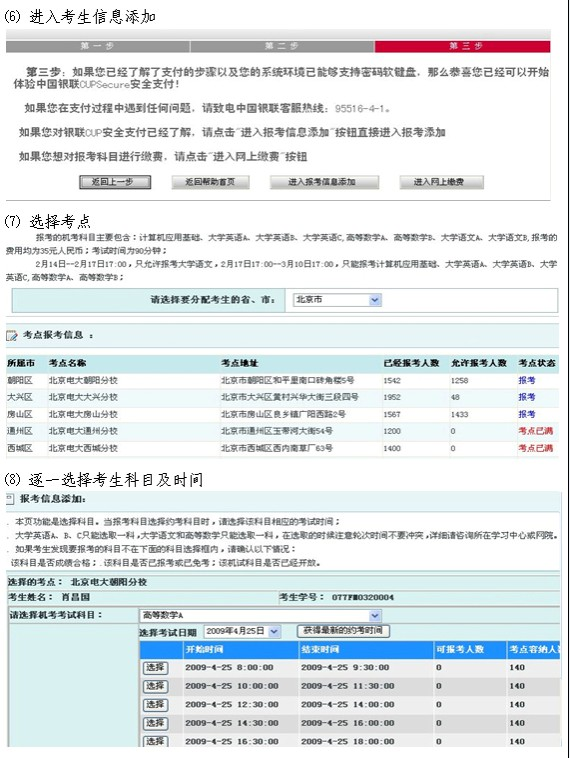 (6) 进入考生信息添加
第一步 第二步 第三步
第三步：如果您已经了解了支付的步骤以及您的系统环境已能够支持密码软键盘，那么恭喜您已经可以开始
体验中国银联CUPSecure安全支付！
如果您在支付过程中遇到任何问题，请致电中国银联客服热线：95516-4-1。
如果您对银联CUP安全支付已经了解，请点击"进入报考信息添加"按钮直接进入报考添加
如果您想对报考科目进行缴费，请点击"进入网上缴费"按钮
返回上一步 返回帮助首页 进入报考信息添加 进入网上缴费
(7) 选择考点
报考的机考科目主要包含：计算机应用基础、大学英语A、大学英语B、大学英语C,高等数学A、高等数学B、大学语文A、大学语文B,报考的
费用均为35元人民币；考试时间为90分钟；
2月14日--2月17日17:00，只允许报考大学语文，2月17日17:00--3月10日17:00，只能报考计算机应用基础、大学英语A、大学英语B、大学
英语C,高等数学A、高等数学B；
请选择要分配考生的省、市： 北京市
考点报考信息 ：
所属市 考点名称 考点地址 已经报考人数 允许报考人数 考点状态
朝阳区 北京电大朝阳分校 北京市朝阳区和平里南口砖角楼5号 1542 1258 报考
大兴区 北京电大大兴分校 北京市大兴区黄村兴华大街三段四号 1952 48 报考
房山区 北京电大房山分校 北京市房山区良乡镇广阳西路2号 1567 1433 报考
通州区 北京电大通州分校 北京市通州区玉带河大街54号 1200 0 考点已满
西城区 北京电大西城分校 北京市西城区西内南草厂63号 1400 0 考点已满
(8) 逐一选择考生科目及时间
报考信息添加：
. 本页功能是选择科目。当报考科目选择约考科目时，请选择该科目相应的考试时间；
. 大学英语A、B、C只能选取一科，大学语文和高等数学只能选取一科，在选取的时候注意轮次时间不要冲突，详细请咨询所在学习中心或网院。
. 如果考生发现要报考的科目不在下面的科目选择框内，请确认以下情况：
该科目是否成绩合格；.该科目是否已报考或已免考；该机试科目是否已经开放。
选择的考点： 北京电大朝阳分校
考生姓名： 肖昌国 考生学号： 077FM0320004
请选择机考考试科目： 高等数学A
选择考试日期 2009年4月25日 获得最新的约考时间
开始时间 结束时间 可报考人数 考点容纳人
选择 2009-4-25 8:00:00 2009-4-25 9:30:00 0 140
选择 2009-4-25 10:00:00 2009-4-25 11:30:00 0 140
选择 2009-4-25 12:30:00 2009-4-25 14:00:00 0 140
选择 2009-4-25 14:30:00 2009-4-25 16:00:00 0 140
选择 2009-4-25 16:30:00 2009-4-25 18:00:00 0 140